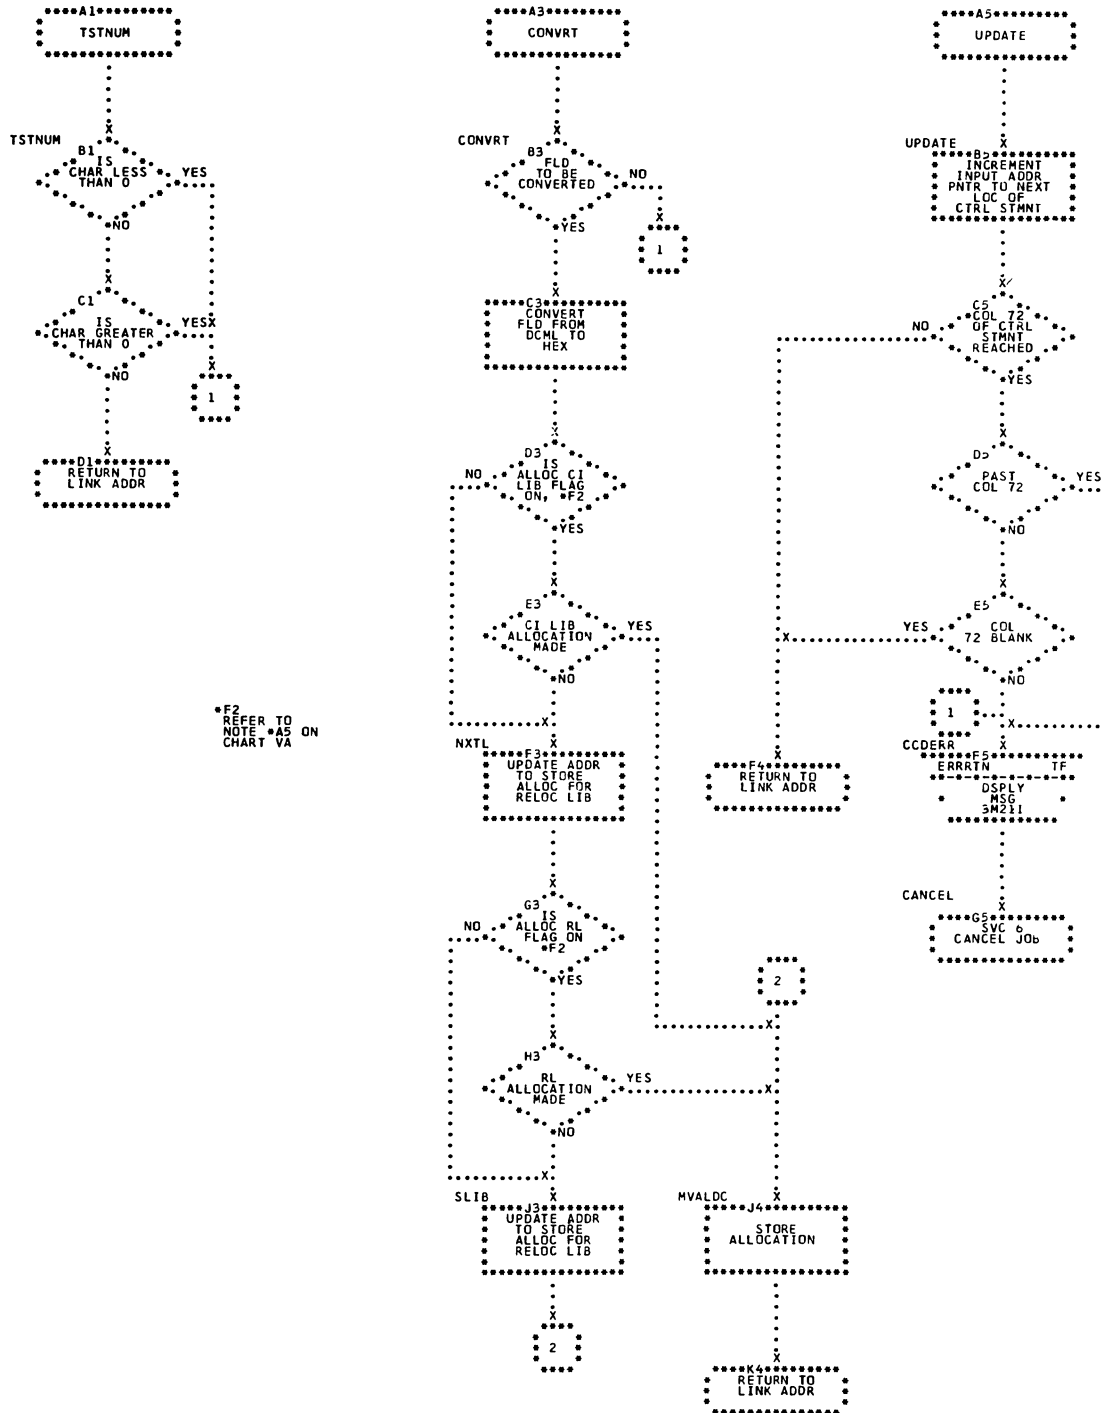 A1
TSTNUM
TSTNUM
B1
IS
CHAR LESS
THAN 0
YES
NO
C1
IS
CHAR GREATER
THAN 0
YES
NO
1
D1
RETURN TO
LINK ADDR
*F2
REFER TO
NOTE *A5 ON
CHART VA
A3
CONVRT
CONVRT
B3
FLD
TO BE
CONVERTED
NO
YES
1
C3
CONVERT
FLD FROM
DCML TO
HEX
D3
IS
ALLOC CI
LIB FLAG
ON, *F2
NO
YES
E3
CI LIB
ALLOCATION
MADE
YES
NO
NXTL
F3
UPDATE ADDR
TO STORE
ALLOC FOR
RELOC LIB
G3
IS
ALLOC RL
FLAG ON
*F2
NO
YES
H3
RL
ALLOCATION
MADE
YES
NO
SLIB
J3
UPDATE ADDR
TO STORE
ALLOC FOR
RELOC LIB
2
F4
RETURN TO
LINK ADDR
2
MVALDC
J4
STORE
ALLOCATION
K4
RETURN TO
LINK ADDR
A5
UPDATE
UPDATE
B5
INCREMENT
INPUT ADDR
PNTR TO NEXT
LOC OF
CTRL STMNT
C5
COL 72
OF CTRL
STMNT
REACHED
NO
YES
D5
PAST
COL 72
YES
NO
E5
COL
72 BLANK
YES
NO
1
CCDERR
F5
ERRRTN TF
DSPLY
MSG
3M21I
CANCEL
G5
SVC 6
CANCEL JOB